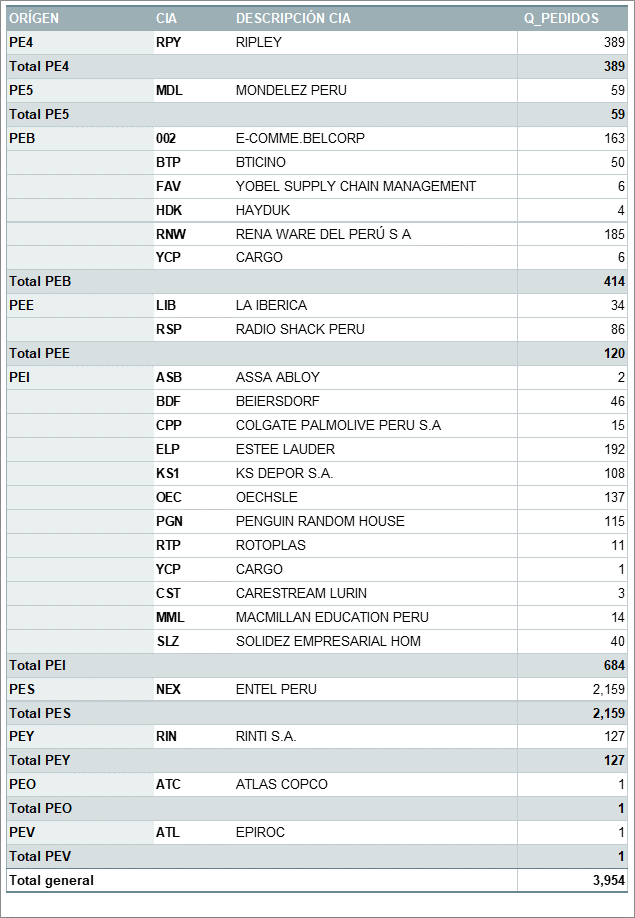 ORÍGEN CIA DESCRIPCIÓN CIA Q_PEDIDOS
PE4 RPY RIPLEY 389
Total PE4 389
PE5 MDL MONDELEZ PERU 59
Total PE5 59
PEB 002 E-COMME.BELCORP 163
BTP BTICINO 50
FAV YOBEL SUPPLY CHAIN MANAGEMENT 6
HDK HAYDUK 4
RNW RENA WARE DEL PERÚ S A 185
YCP CARGO 6
Total PEB 414
PEE LIB LA IBERICA 34
RSP RADIO SHACK PERU 86
Total PEE 120
PEI ASB ASSA ABLOY 2
BDF BEIERSDORF 46
CPP COLGATE PALMOLIVE PERU S.A 15
ELP ESTEE LAUDER 192
KS1 KS DEPOR S.A. 108
OEC OECHSLE 137
PGN PENGUIN RANDOM HOUSE 115
RTP ROTOPLAS 11
YCP CARGO 1
CST CARESTREAM LURIN 3
MML MACMILLAN EDUCATION PERU 14
SLZ SOLIDEZ EMPRESARIAL HOM 40
Total PEI 684
PES NEX ENTEL PERU 2,159
Total PES 2,159
PEY RIN RINTI S.A. 127
Total PEY 127
PEO ATC ATLAS COPCO 1
Total PEO 1
PEV ATL EPIROC 1
Total PEV 1
Total general 3,954